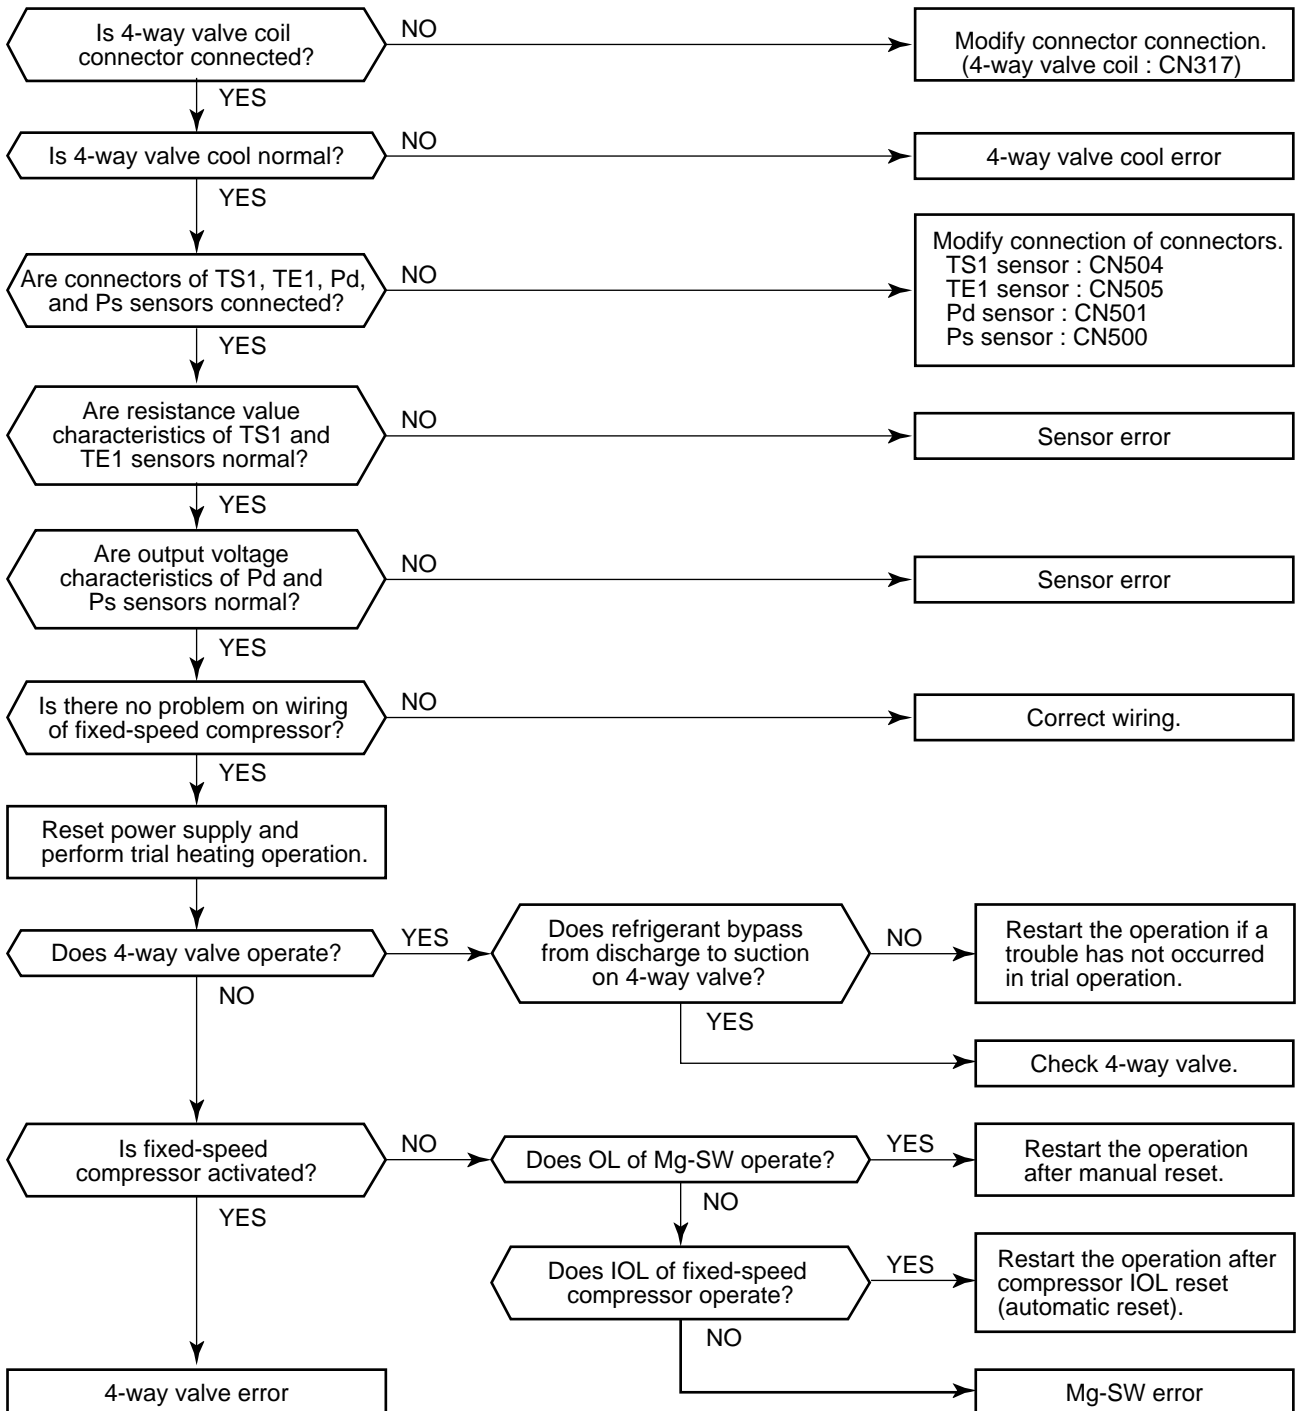 Is 4-way valve coil
connector connected?
NO
Modify connector connection.
(4-way valve coil : CN317)
YES
Is 4-way valve cool normal?
NO
4-way valve cool error
YES
Are connectors of TS1, TE1, Pd,
and Ps sensors connected?
NO
Modify connection of connectors.
TS1 sensor : CN504
TE1 sensor : CN505
Pd sensor : CN501
Ps sensor : CN500
YES
Are resistance value
characteristics of TS1 and
TE1 sensors normal?
NO
Sensor error
YES
Are output voltage
characteristics of Pd and
Ps sensors normal?
NO
Sensor error
YES
Is there no problem on wiring
of fixed-speed compressor?
NO
Correct wiring.
YES
Reset power supply and
perform trial heating operation.
Does 4-way valve operate?
YES
Does refrigerant bypass
from discharge to suction
on 4-way valve?
NO
Restart the operation if a
trouble has not occurred
in trial operation.
NO
YES
Check 4-way valve.
Is fixed-speed
compressor activated?
NO
Does OL of Mg-SW operate?
YES
Restart the operation
after manual reset.
YES
NO
Does IOL of fixed-speed
compressor operate?
YES
Restart the operation after
compressor IOL reset
(automatic reset).
NO
4-way valve error
Mg-SW error